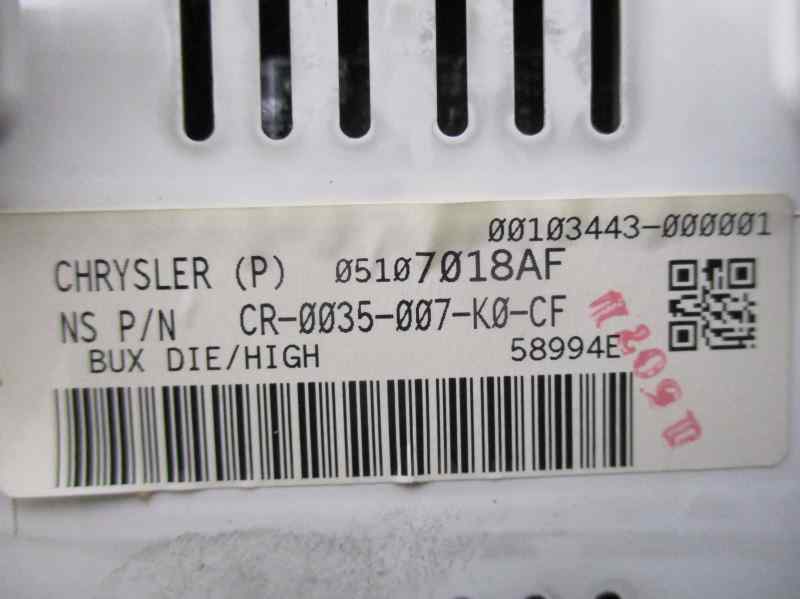 00103443-000001
CHRYSLER (P) 05107018AF
NS P/N CR-0035-007-K0-CF
BUX DIE/HIGH 58994E